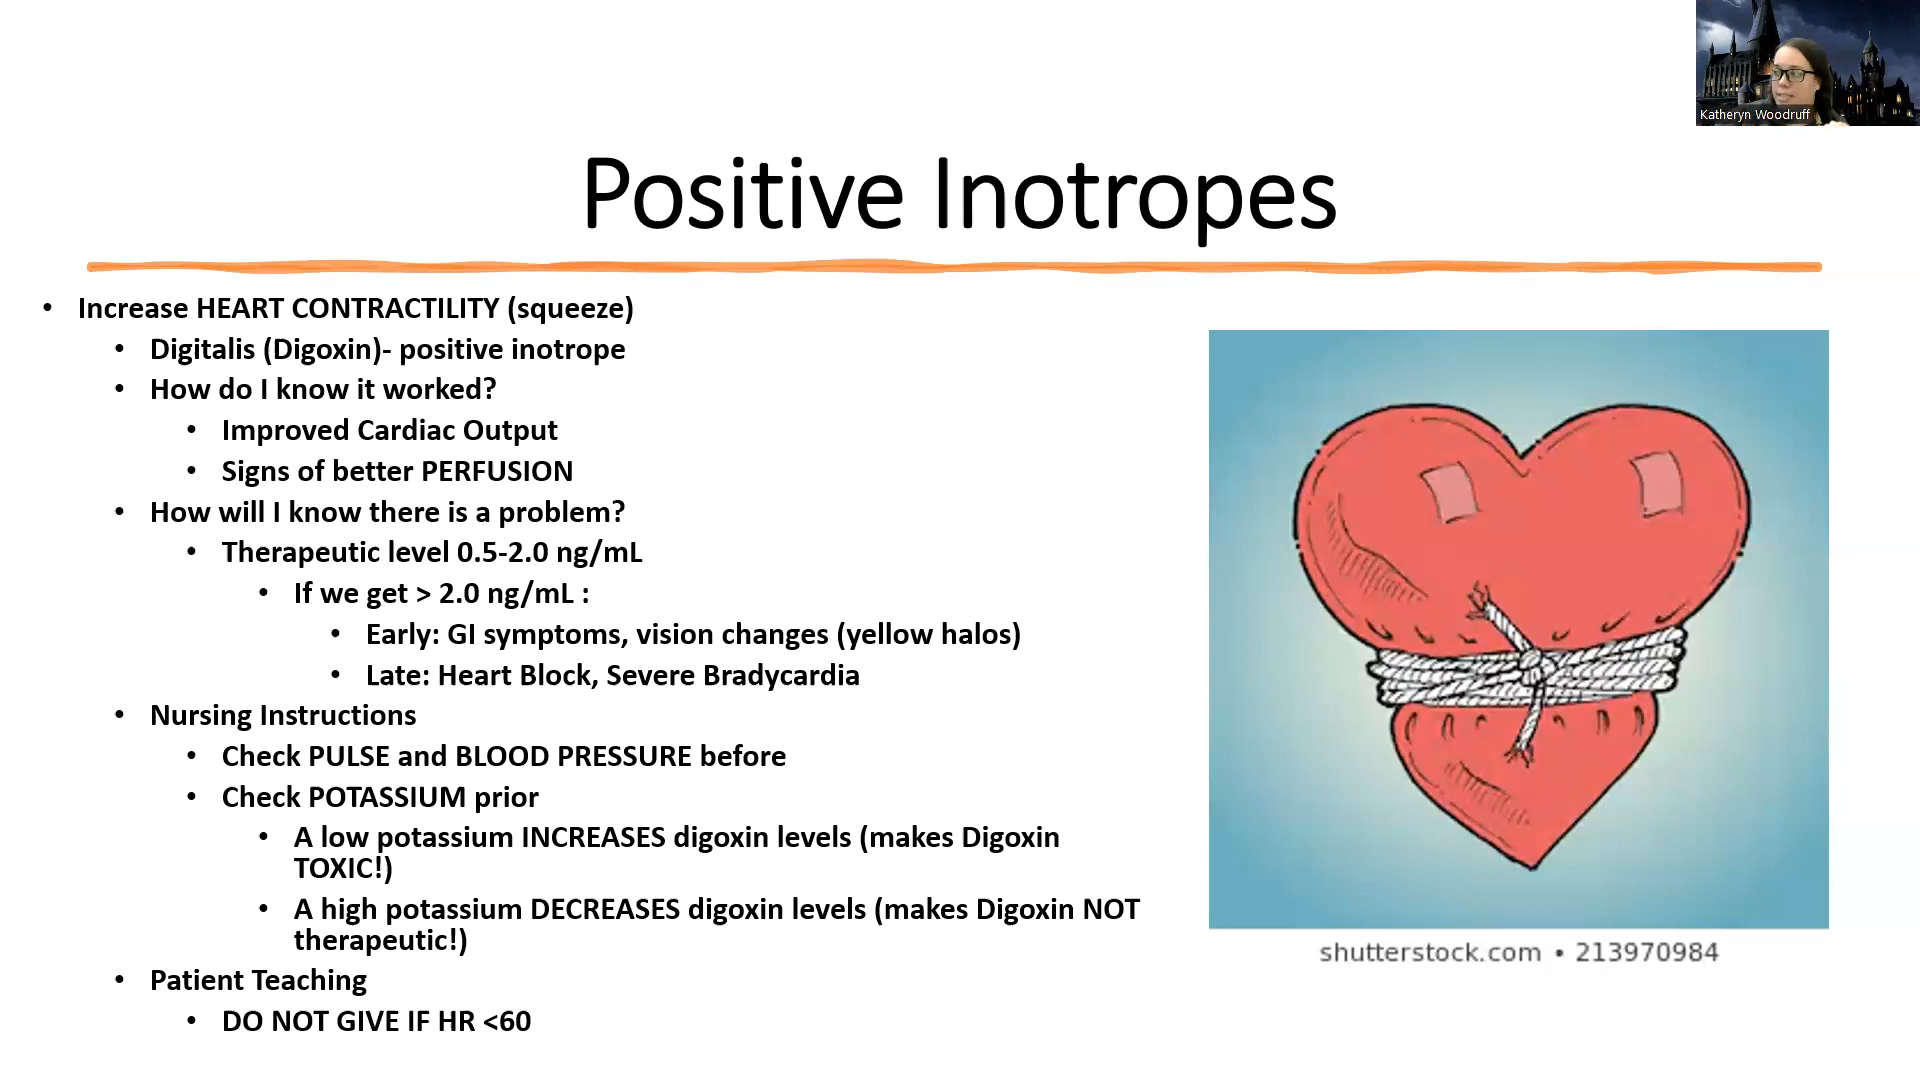 Katheryn Woodruff
Positive Inotropes
• Increase HEART CONTRACTILITY (squeeze)
• Digitalis (Digoxin)- positive inotrope
• How do I know it worked?
• Improved Cardiac Output
• Signs of better PERFUSION
• How will I know there is a problem?
• Therapeutic level 0.5-2.0 ng/mL
• If we get > 2.0 ng/mL :
• Early: GI symptoms, vision changes (yellow halos)
• Late: Heart Block, Severe Bradycardia
• Nursing Instructions
• Check PULSE and BLOOD PRESSURE before
• Check POTASSIUM prior
• A low potassium INCREASES digoxin levels (makes Digoxin
TOXIC!)
• A high potassium DECREASES digoxin levels (makes Digoxin NOT
therapeutic!)
• Patient Teaching
• DO NOT GIVE IF HR <60
shutterstock.com • 213970984